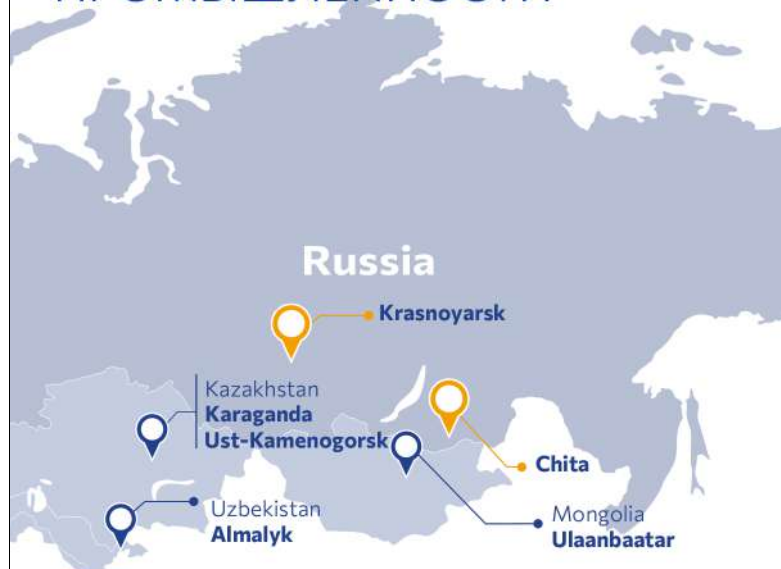 Russia
Krasnoyarsk
Kazakhstan
Karaganda
Ust-Kamenogorsk
Chita
Uzbekistan
Almalyk
Mongolia
Ulaanbaatar